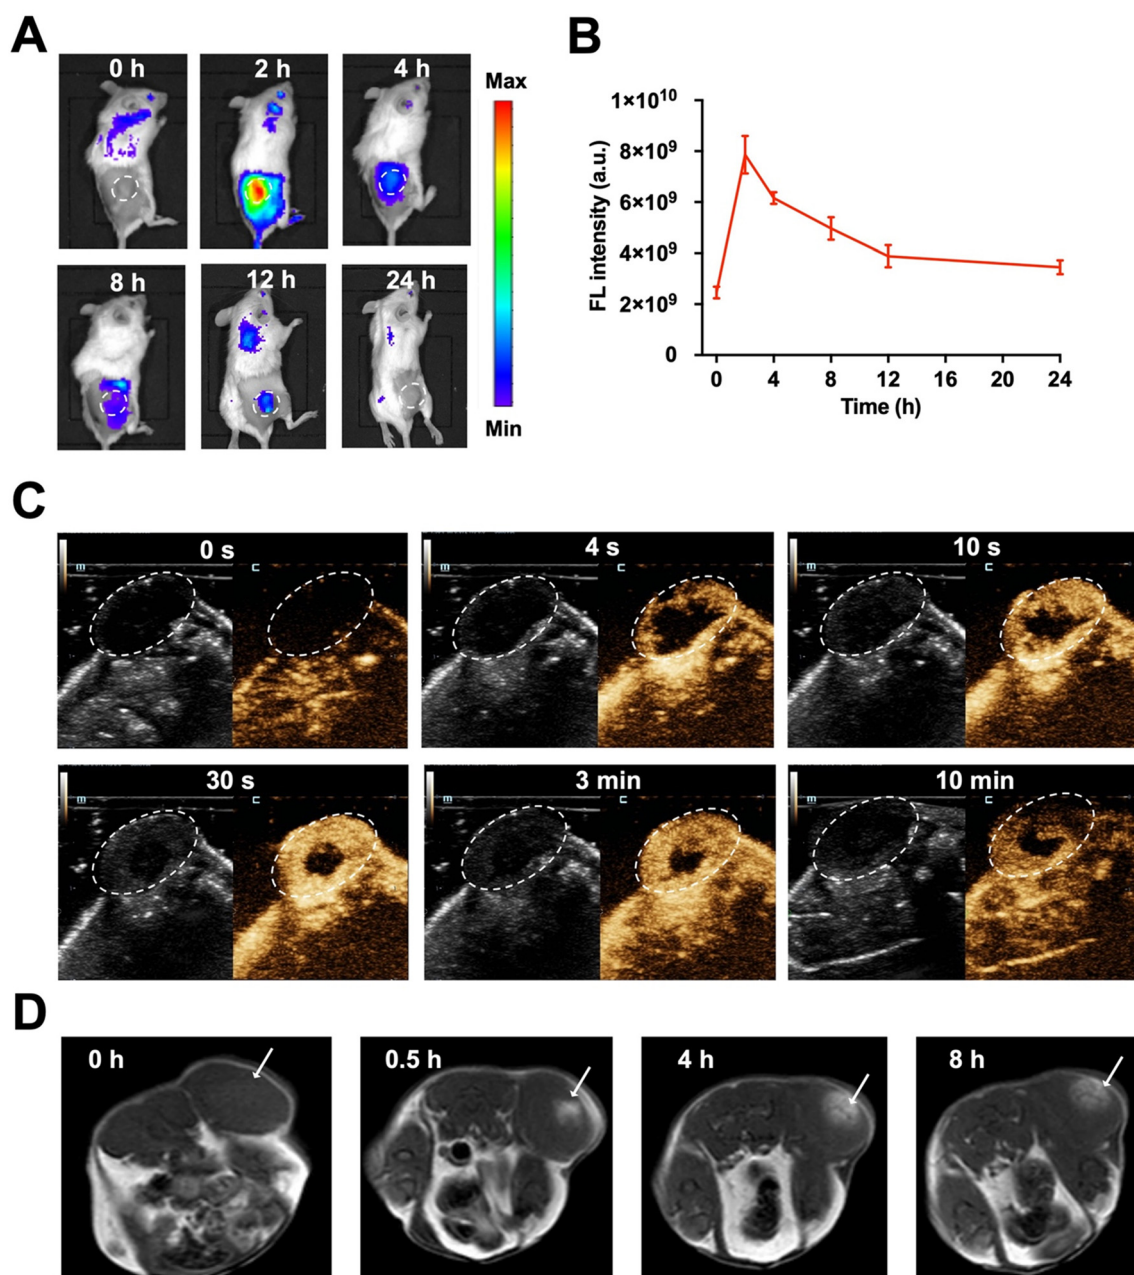 A
0 h
2 h
4 h
8 h
12 h
24 h
Max
Min
B
FL intensity (a.u.)
1×10¹⁰
8×10⁹
6×10⁹
4×10⁹
2×10⁹
0
0 4 8 12 16 20 24
Time (h)
C
0 s
4 s
10 s
30 s
3 min
10 min
D
0 h
0.5 h
4 h
8 h